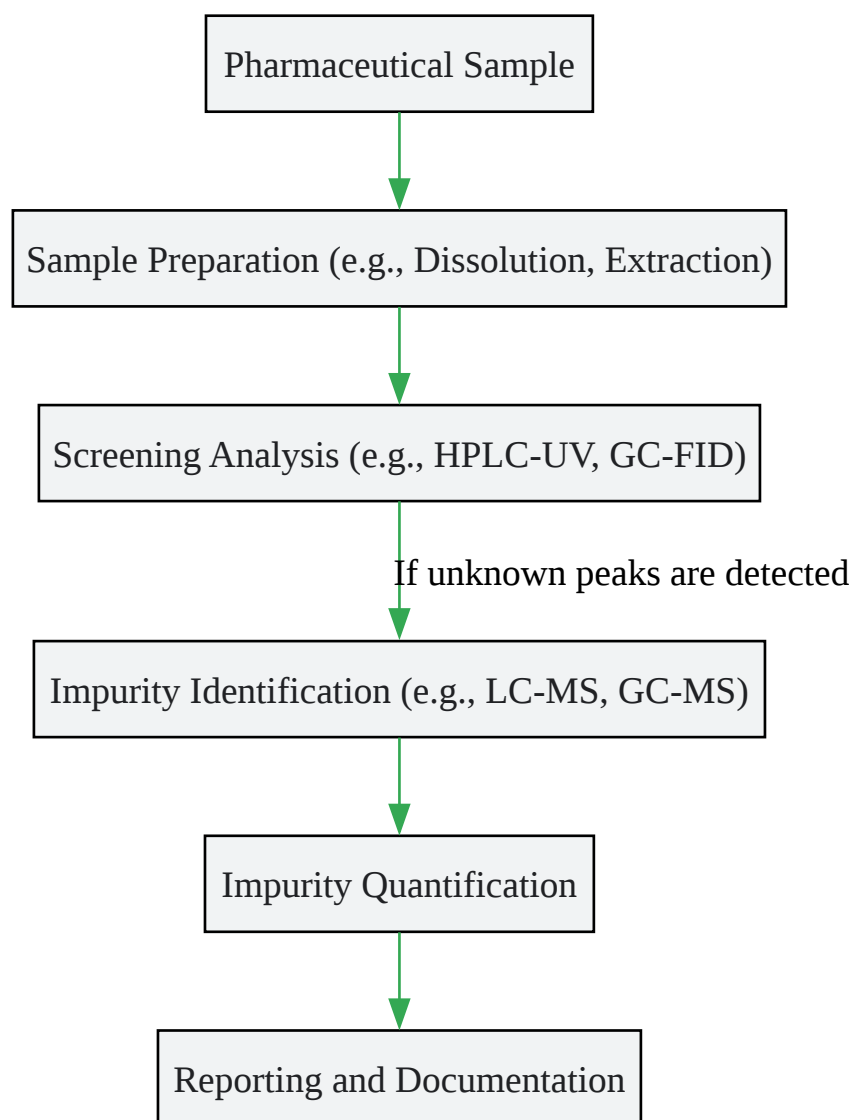 Pharmaceutical Sample
Sample Preparation (e.g., Dissolution, Extraction)
Screening Analysis (e.g., HPLC-UV, GC-FID)
If unknown peaks are detected
Impurity Identification (e.g., LC-MS, GC-MS)
Impurity Quantification
Reporting and Documentation